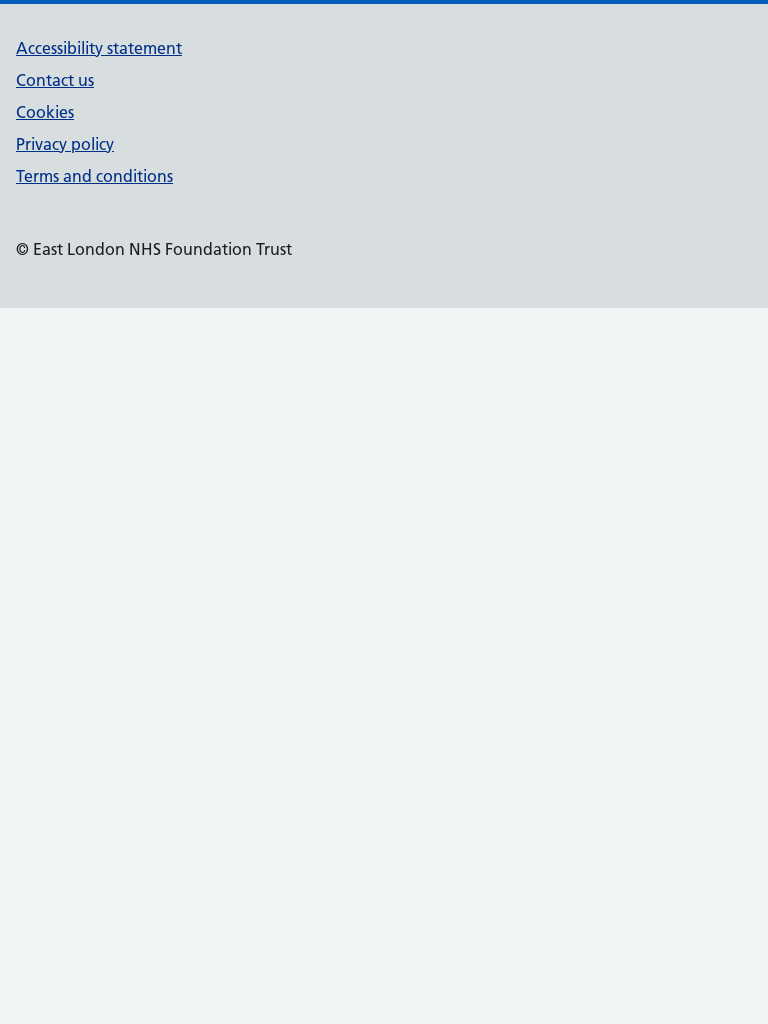 Accessibility statement
Contact us
Cookies
Privacy policy
Terms and conditions
© East London NHS Foundation Trust